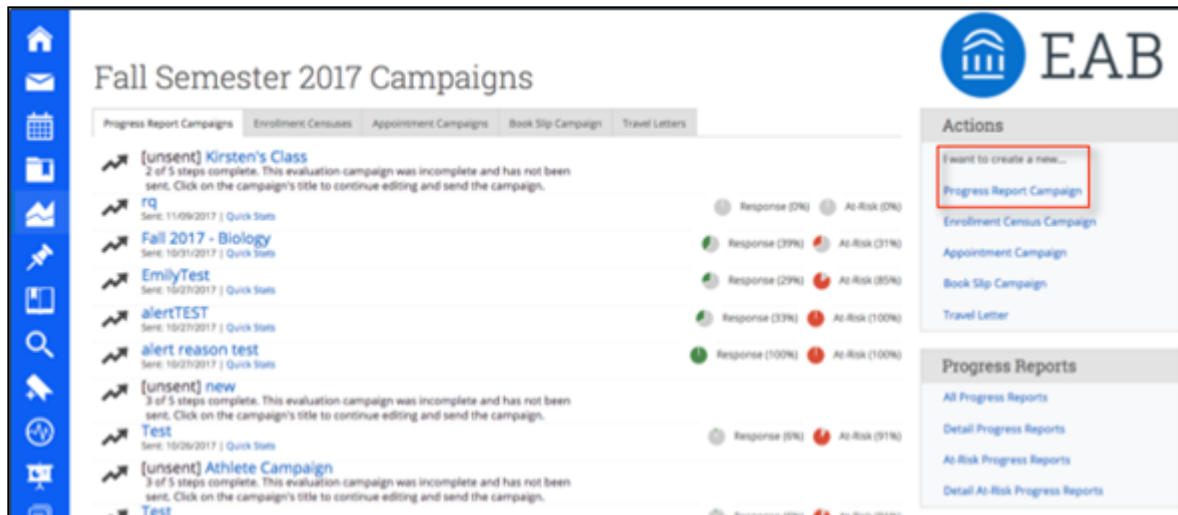 EAB
Fall Semester 2017 Campaigns
Progress Report Campaigns Enrollment Censuses Appointment Campaigns Book Slip Campaign Travel Letters
[unsent] Kirsten's Class
2 of 5 steps complete. This evaluation campaign was incomplete and has not been
sent. Click on the campaign's title to continue editing and send the campaign.
rq
Sent: 11/09/2017 | Quick Stats
Response (0%) At-Risk (0%)
Fall 2017 - Biology
Sent: 10/31/2017 | Quick Stats
Response (39%) At-Risk (31%)
EmilyTest
Sent: 10/27/2017 | Quick Stats
Response (29%) At-Risk (85%)
alertTEST
Sent: 10/27/2017 | Quick Stats
Response (33%) At-Risk (100%)
alert reason test
Sent: 10/27/2017 | Quick Stats
Response (100%) At-Risk (100%)
[unsent] new
3 of 5 steps complete. This evaluation campaign was incomplete and has not been
sent. Click on the campaign's title to continue editing and send the campaign.
Test
Sent: 10/26/2017 | Quick Stats
Response (6%) At-Risk (91%)
[unsent] Athlete Campaign
3 of 5 steps complete. This evaluation campaign was incomplete and has not been
sent. Click on the campaign's title to continue editing and send the campaign.
Test
Actions
I want to create a new...
Progress Report Campaign
Enrollment Census Campaign
Appointment Campaign
Book Slip Campaign
Travel Letter
Progress Reports
All Progress Reports
Detail Progress Reports
At-Risk Progress Reports
Detail At-Risk Progress Reports